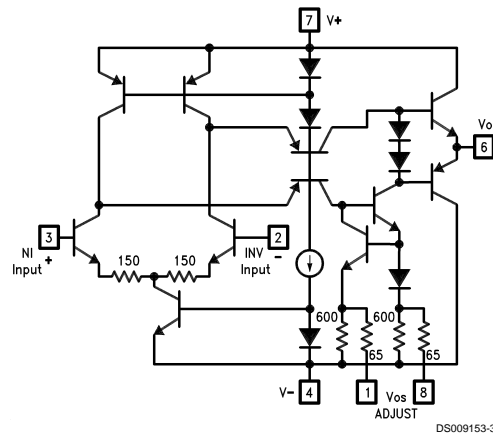 7 V+
Vo
6
3
2
NI
Input +
150
150
INV
Input -
600
600
65
65
V-
4
1
Vos
8
ADJUST
DS009153-3